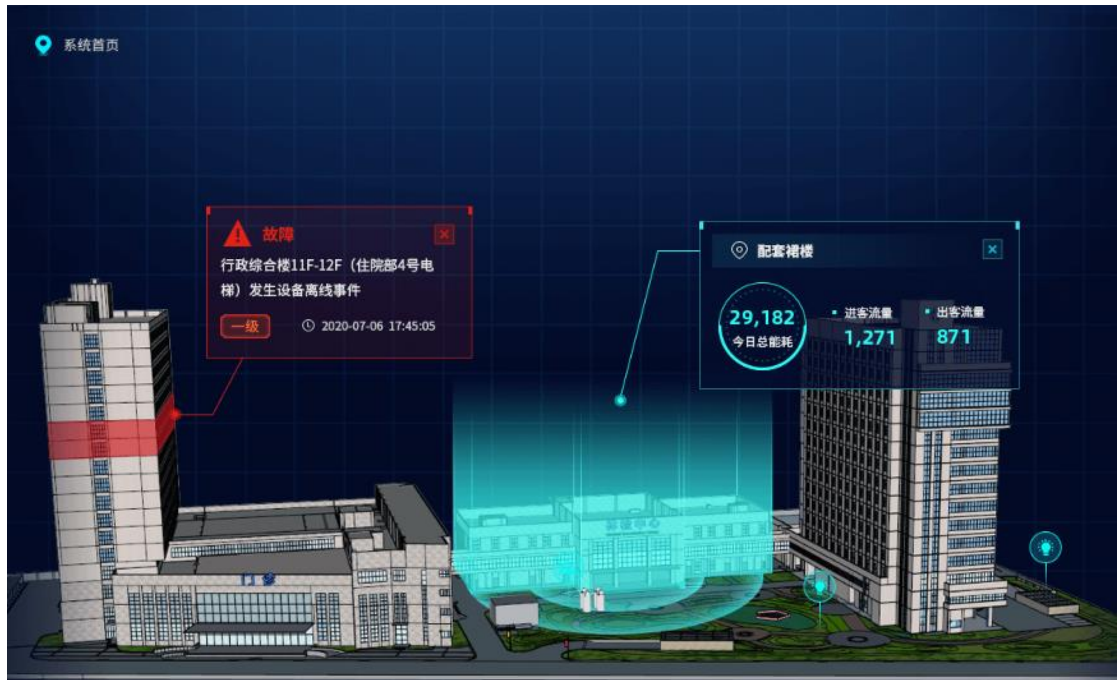 系统首页
故障
行政综合楼11F-12F（住院部4号电
梯）发生设备离线事件
一级
2020-07-06 17:45:05
配套裙楼
29,182
今日总能耗
进客流量
1,271
出客流量
871
门诊